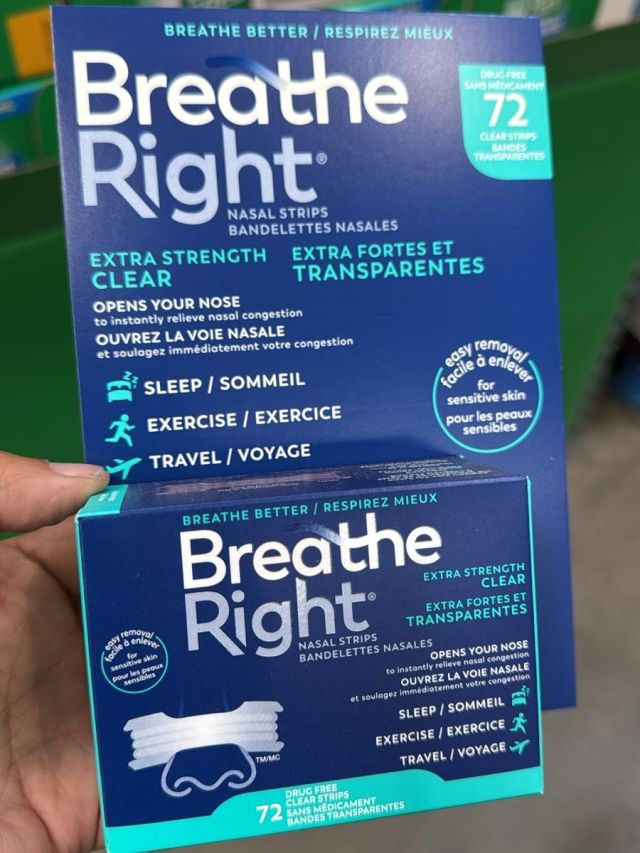 BREATHE BETTER / RESPIREZ MIEUX
Breathe
Right®
NASAL STRIPS
BANDELETTES NASALES
DRUG FREE
SANS MÉDICAMENT
72
CLEAR STRIPS
BANDES
TRANSPARENTES
EXTRA STRENGTH
CLEAR
EXTRA FORTES ET
TRANSPARENTES
OPENS YOUR NOSE
to instantly relieve nasal congestion
OUVREZ LA VOIE NASALE
et soulagez immédiatement votre congestion
SLEEP / SOMMEIL
EXERCISE / EXERCICE
TRAVEL / VOYAGE
easy removal
facile à enlever
for
sensitive skin
pour les peaux
sensibles
BREATHE BETTER / RESPIREZ MIEUX
Breathe
Right®
NASAL STRIPS
BANDELETTES NASALES
EXTRA STRENGTH
CLEAR
EXTRA FORTES ET
TRANSPARENTES
easy removal
facile à enlever
for
sensitive skin
pour les peaux
sensibles
OPENS YOUR NOSE
to instantly relieve nasal congestion
OUVREZ LA VOIE NASALE
et soulagez immédiatement votre congestion
SLEEP / SOMMEIL
EXERCISE / EXERCICE
TRAVEL / VOYAGE
TM/MC
72
DRUG FREE
CLEAR STRIPS
SANS MÉDICAMENT
BANDES TRANSPARENTES